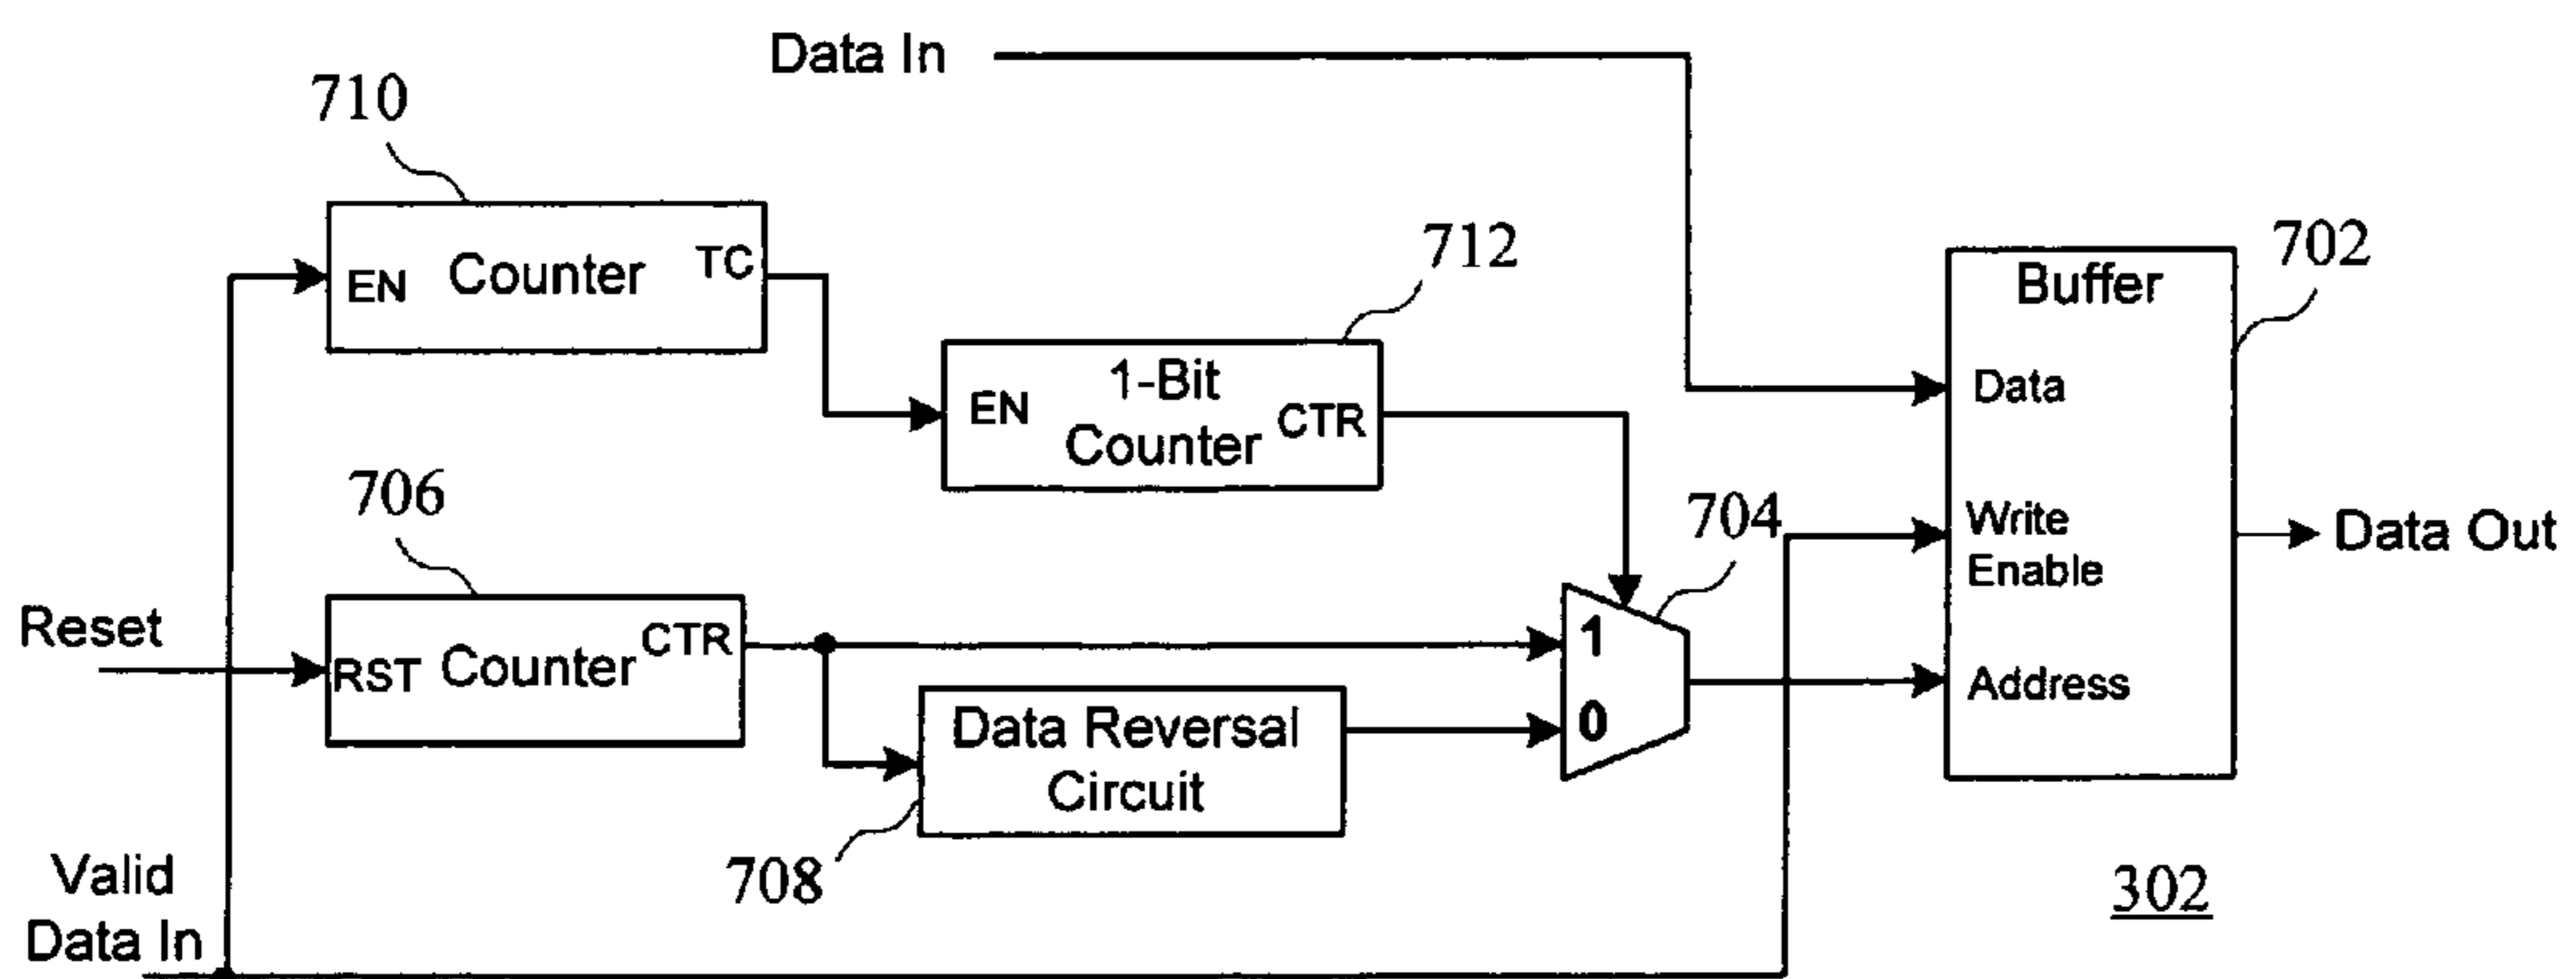 Data In
710
EN Counter TC
712
1-Bit
EN Counter CTR
702
Buffer
Data
Write
Enable
Address
Data Out
706
Reset
RST Counter CTR
704
1
0
Data Reversal
Circuit
708
Valid
Data In
302